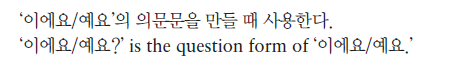 ‘이에요/예요’의 의문문을 만들 때 사용한다.
‘이에요/예요?’ is the question form of ‘이에요/예요.’